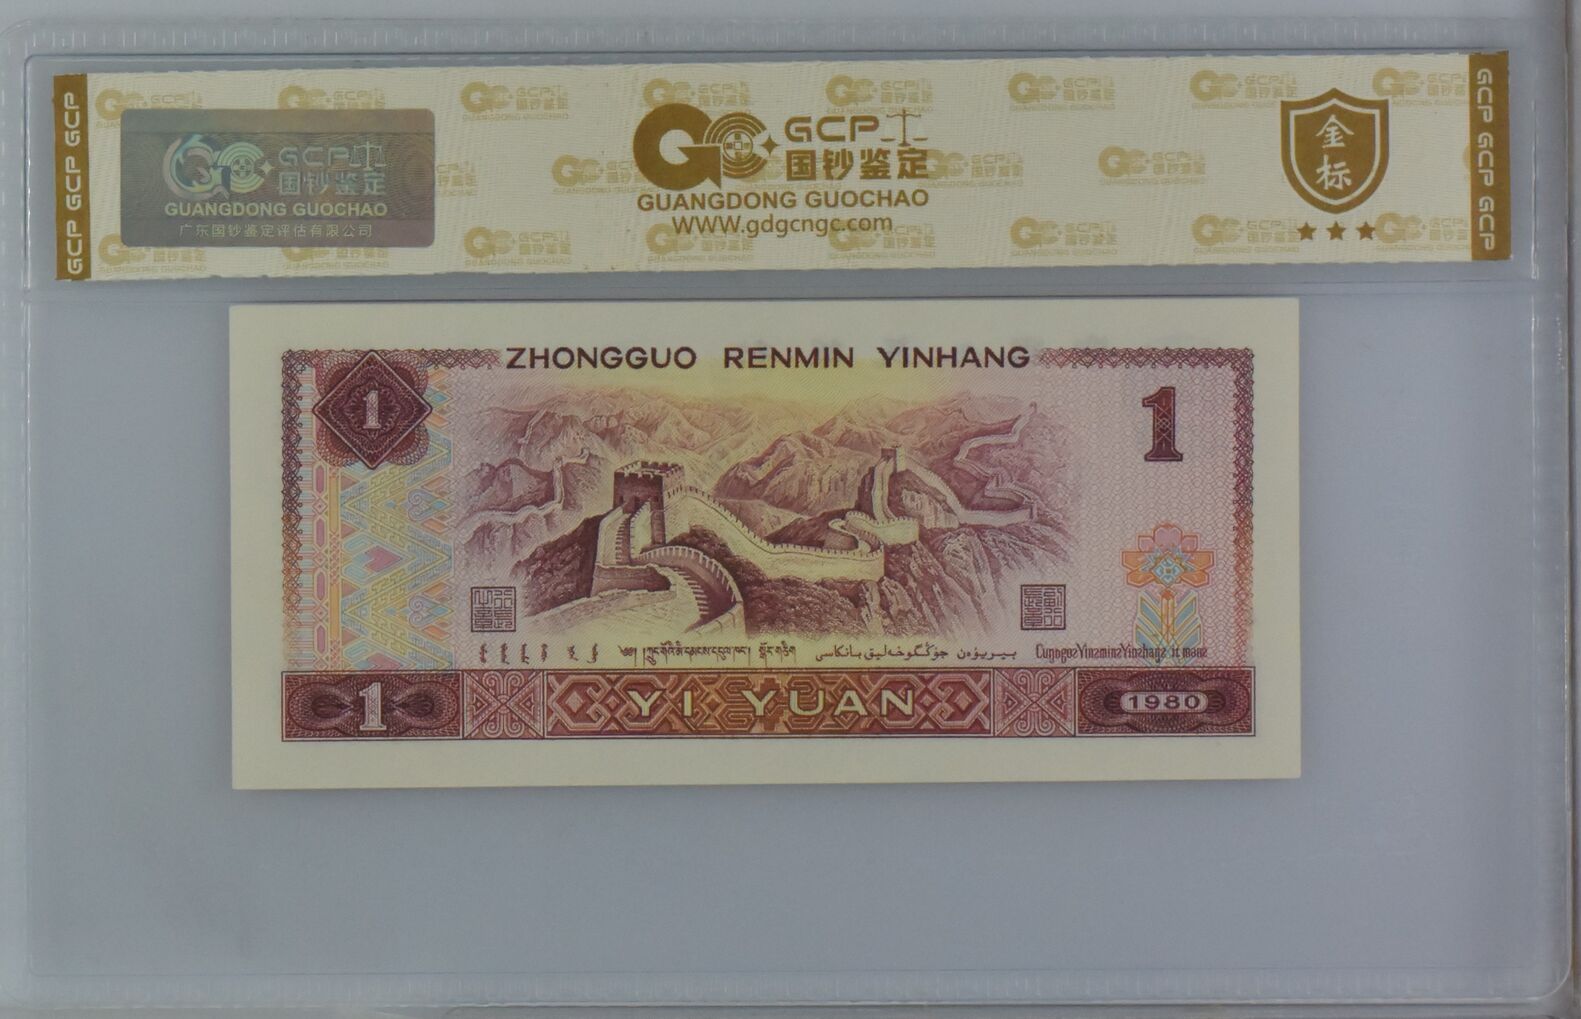 GCP GCP GCP
GCP 国钞鉴定
GUANGDONG GUOCHAO
广东国钞鉴定评估有限公司
GCP
国钞鉴定
GUANGDONG GUOCHAO
WWW.gdgcngc.com
金标
GCP GCP GCP
ZHONGGUO RENMIN YINHANG
1
1
1
YI YUAN
1980